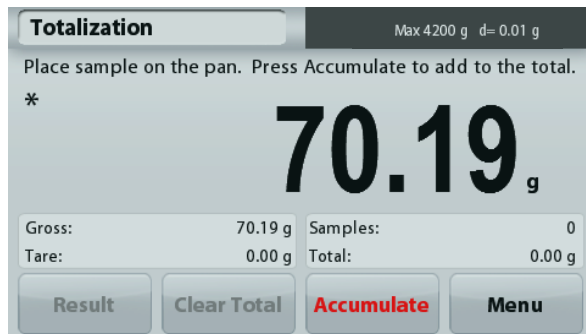 Totalization
Max 4200 g d= 0.01 g
Place sample on the pan. Press Accumulate to add to the total.
*
70.19 g
Gross: 70.19 g Samples: 0
Tare: 0.00 g Total: 0.00 g
Result Clear Total Accumulate Menu